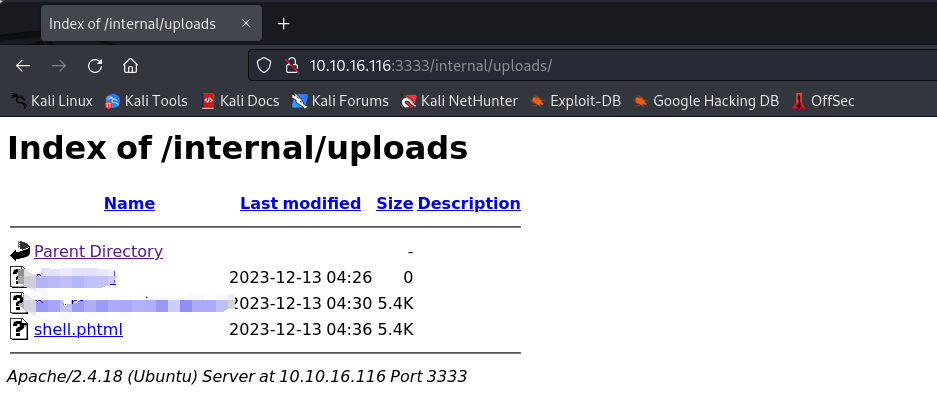 Index of /internal/uploads
10.10.16.116:3333/internal/uploads/
Kali Linux Kali Tools Kali Docs Kali Forums Kali NetHunter Exploit-DB Google Hacking DB OffSec
Index of /internal/uploads
Name Last modified Size Description
Parent Directory -
2023-12-13 04:26 0
2023-12-13 04:30 5.4K
shell.phtml 2023-12-13 04:36 5.4K
Apache/2.4.18 (Ubuntu) Server at 10.10.16.116 Port 3333